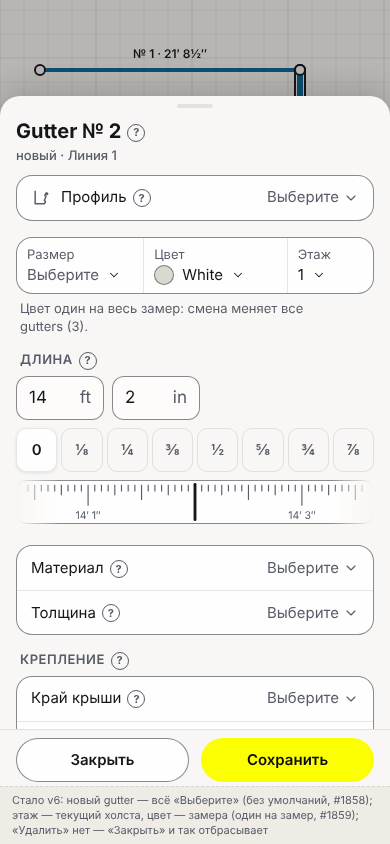 № 1 · 21′ 8½″
Gutter № 2 ?
новый · Линия 1
Профиль ? Выберите
Размер Цвет Этаж
Выберите White 1
Цвет один на весь замер: смена меняет все
gutters (3).
ДЛИНА ?
14 ft 2 in
0 ⅛ ¼ ⅜ ½ ⅝ ¾ ⅞
14′ 1″ 14′ 3″
Материал ? Выберите
Толщина ? Выберите
КРЕПЛЕНИЕ ?
Край крыши ? Выберите
Закрыть Сохранить
Стало v6: новый gutter — всё «Выберите» (без умолчаний, #1858);
этаж — текущий холста, цвет — замера (один на замер, #1859);
«Удалить» нет — «Закрыть» и так отбрасывает